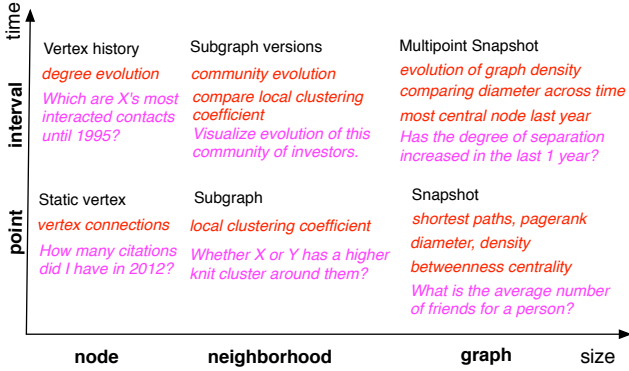 time
interval
point
Vertex history
degree evolution
Which are X's most
interacted contacts
until 1995?
Subgraph versions
community evolution
compare local clustering
coefficient
Visualize evolution of this
community of investors.
Multipoint Snapshot
evolution of graph density
comparing diameter across time
most central node last year
Has the degree of separation
increased in the last 1 year?
Static vertex
vertex connections
How many citations
did I have in 2012?
Subgraph
local clustering coefficient
Whether X or Y has a higher
knit cluster around them?
Snapshot
shortest paths, pagerank
diameter, density
betweenness centrality
What is the average number
of friends for a person?
node
neighborhood
graph
size